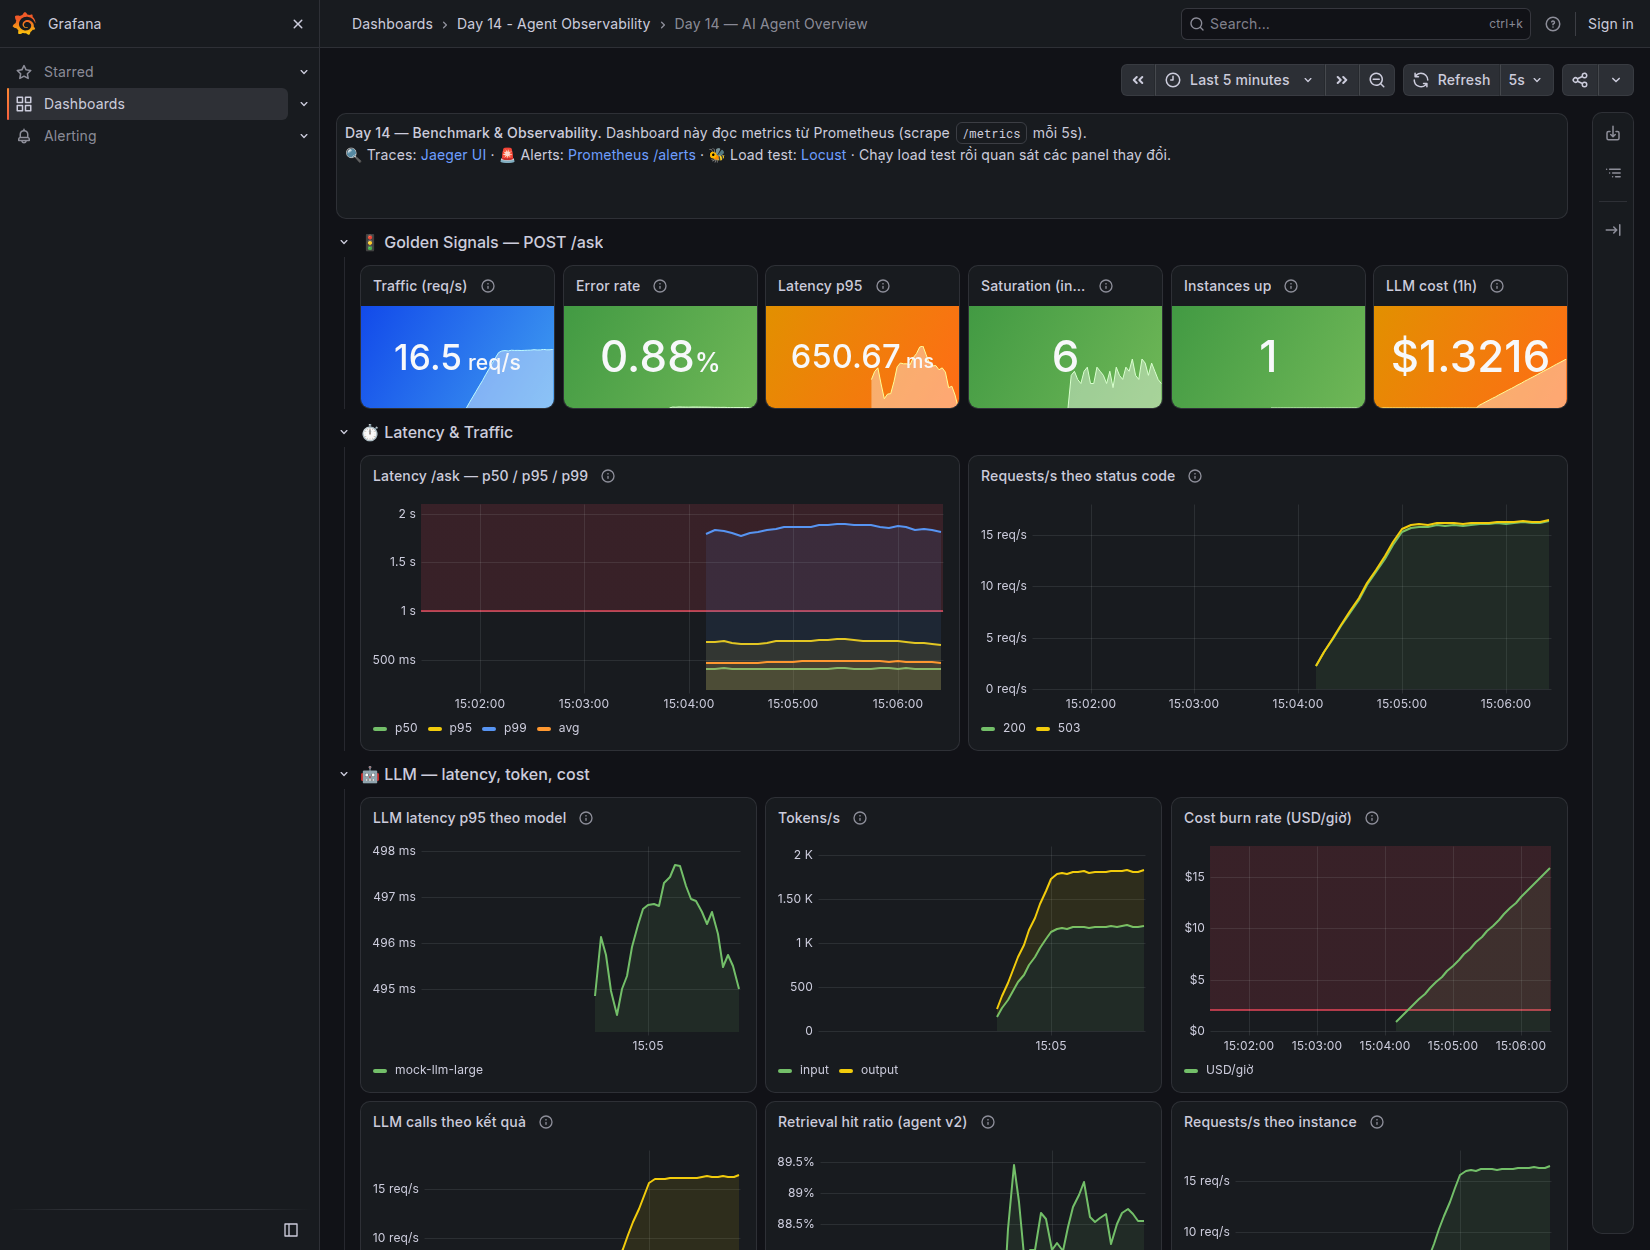 Grafana
Dashboards › Day 14 - Agent Observability › Day 14 — AI Agent Overview
Search...
ctrl+k
Sign in
Starred
Dashboards
Alerting
Last 5 minutes
Refresh
5s
Day 14 — Benchmark & Observability. Dashboard này đọc metrics từ Prometheus (scrape /metrics mỗi 5s).
🔍 Traces: Jaeger UI · 🚨 Alerts: Prometheus /alerts · 🐝 Load test: Locust · Chạy load test rồi quan sát các panel thay đổi.
🚦 Golden Signals — POST /ask
Traffic (req/s)
16.5 req/s
Error rate
0.88%
Latency p95
650.67 ms
Saturation (in...
6
Instances up
1
LLM cost (1h)
$1.3216
⏱️ Latency & Traffic
Latency /ask — p50 / p95 / p99
2 s
1.5 s
1 s
500 ms
15:02:00 15:03:00 15:04:00 15:05:00 15:06:00
p50 p95 p99 avg
Requests/s theo status code
15 req/s
10 req/s
5 req/s
0 req/s
15:02:00 15:03:00 15:04:00 15:05:00 15:06:00
200 503
🤖 LLM — latency, token, cost
LLM latency p95 theo model
498 ms
497 ms
496 ms
495 ms
15:05
mock-llm-large
Tokens/s
2 K
1.50 K
1 K
500
0
15:05
input output
Cost burn rate (USD/giờ)
$15
$10
$5
$0
15:02:00 15:03:00 15:04:00 15:05:00 15:06:00
USD/giờ
LLM calls theo kết quả
15 req/s
10 req/s
Retrieval hit ratio (agent v2)
89.5%
89%
88.5%
Requests/s theo instance
15 req/s
10 req/s